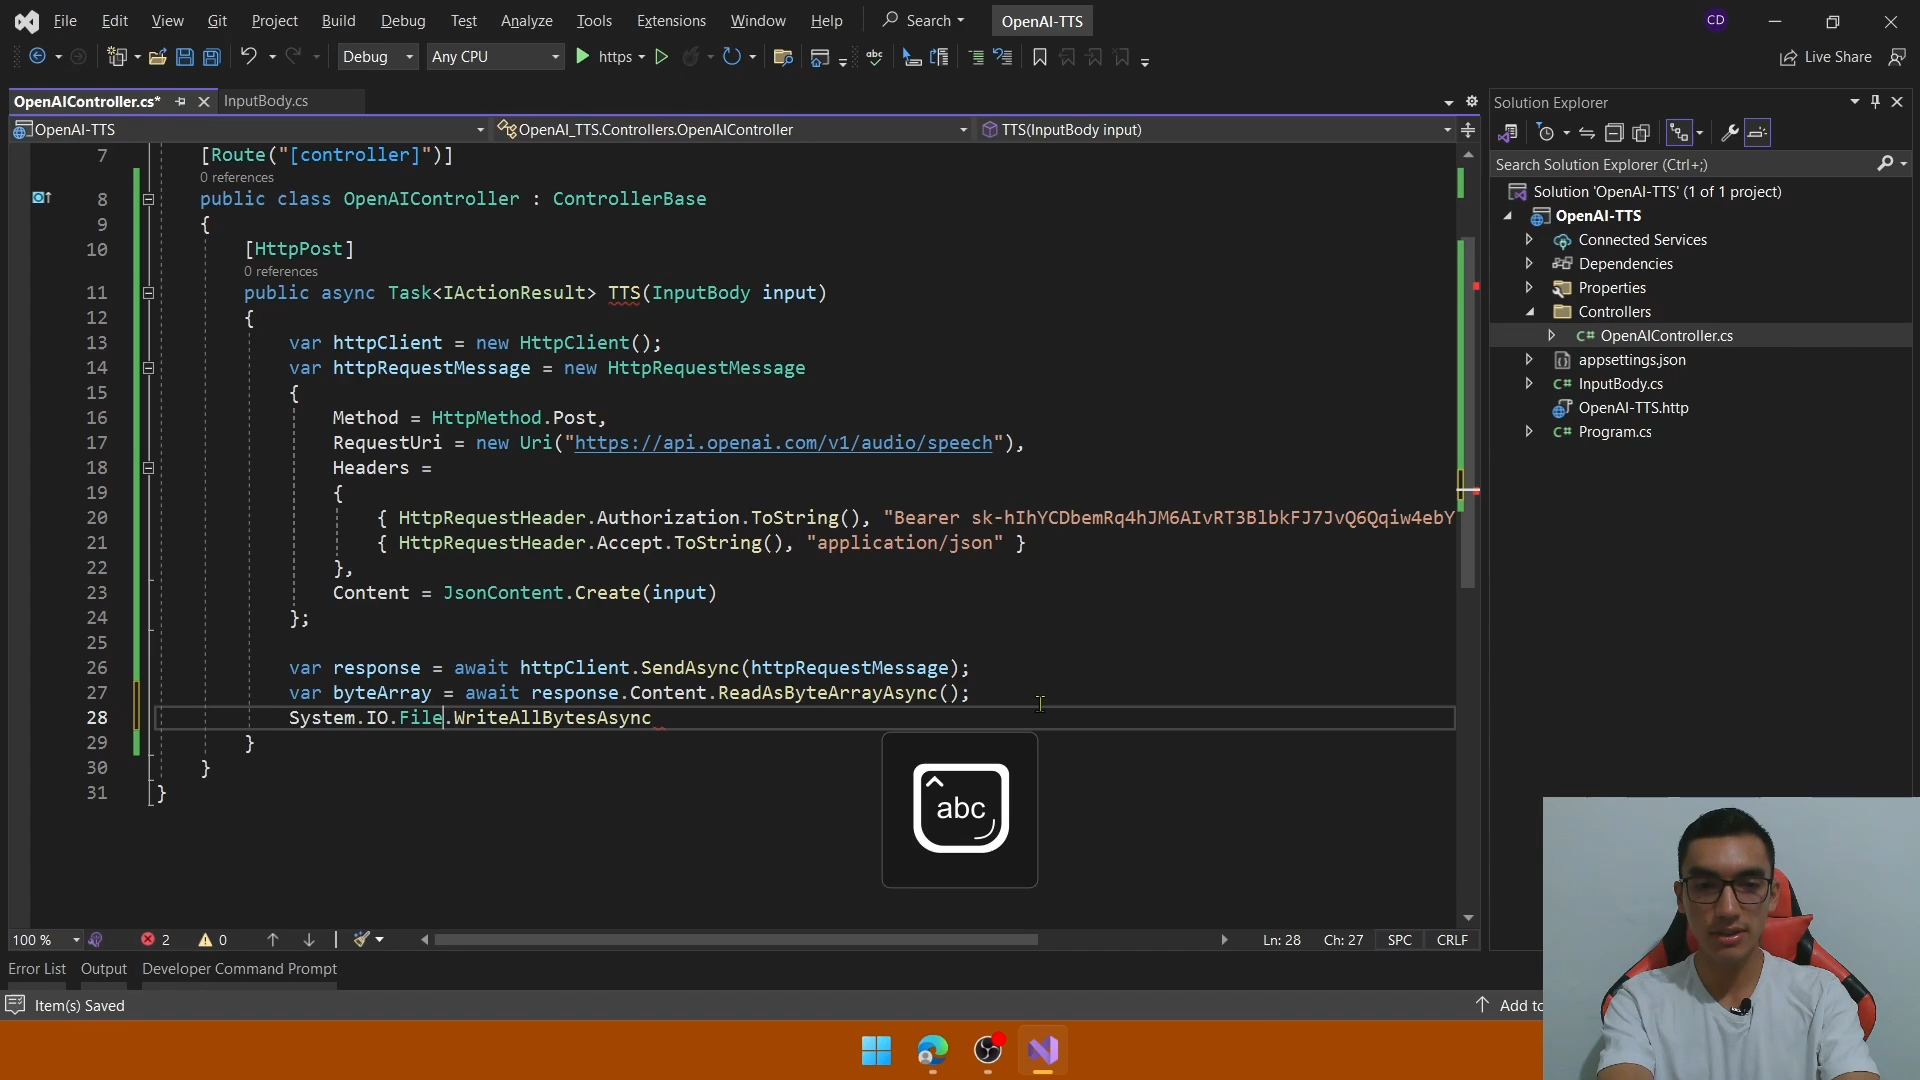 File Edit View Git Project Build Debug Test Analyze Tools Extensions Window Help Search OpenAI-TTS CD
Debug Any CPU https abc Live Share
OpenAIController.cs* InputBody.cs
OpenAI-TTS OpenAI_TTS.Controllers.OpenAIController TTS(InputBody input)
7 [Route("[controller]")]
0 references
8 public class OpenAIController : ControllerBase
9 {
10 [HttpPost]
0 references
11 public async Task<IActionResult> TTS(InputBody input)
12 {
13 var httpClient = new HttpClient();
14 var httpRequestMessage = new HttpRequestMessage
15 {
16 Method = HttpMethod.Post,
17 RequestUri = new Uri("https://api.openai.com/v1/audio/speech"),
18 Headers =
19 {
20 { HttpRequestHeader.Authorization.ToString(), "Bearer sk-hIhYCDbemRq4hJM6AIvRT3BlbkFJ7JvQ6Qqiw4ebY
21 { HttpRequestHeader.Accept.ToString(), "application/json" }
22 },
23 Content = JsonContent.Create(input)
24 };
25
26 var response = await httpClient.SendAsync(httpRequestMessage);
27 var byteArray = await response.Content.ReadAsByteArrayAsync();
28 System.IO.File.WriteAllBytesAsync
29 }
30 }
31 }
abc
100 % 2 0 Ln: 28 Ch: 27 SPC CRLF
Error List Output Developer Command Prompt
Item(s) Saved Add to
Solution Explorer
Search Solution Explorer (Ctrl+;)
Solution 'OpenAI-TTS' (1 of 1 project)
OpenAI-TTS
Connected Services
Dependencies
Properties
Controllers
C# OpenAIController.cs
appsettings.json
C# InputBody.cs
OpenAI-TTS.http
C# Program.cs